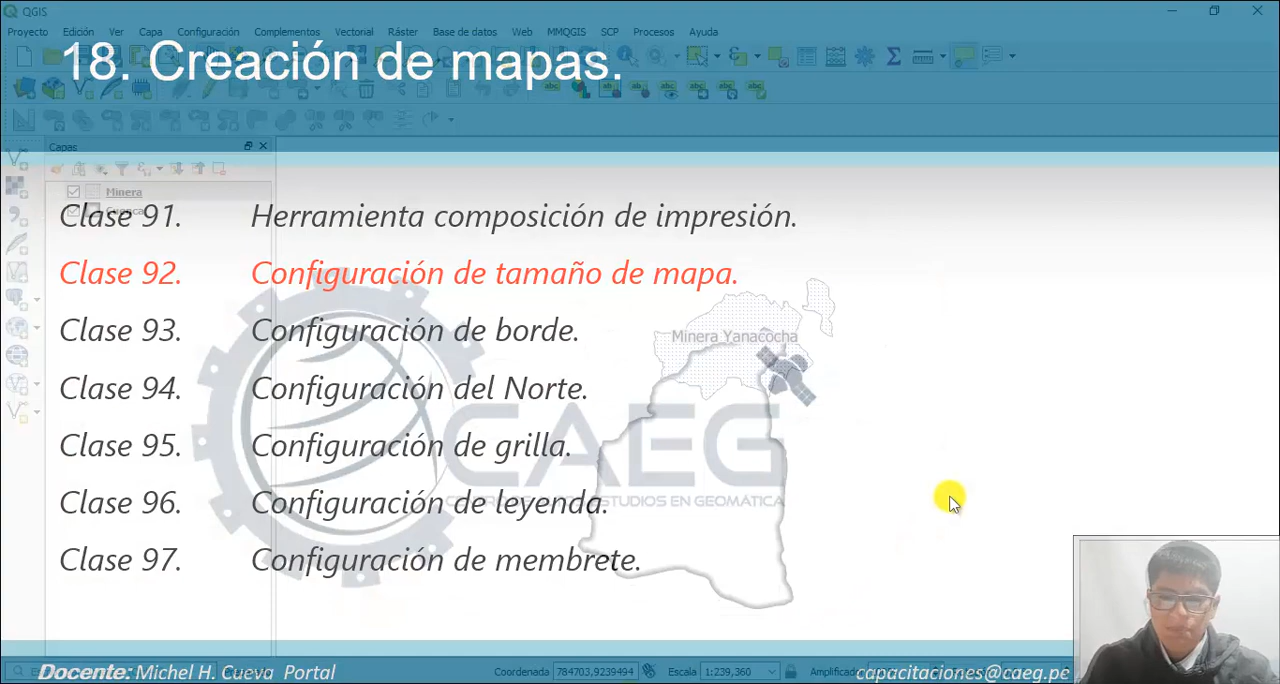 QGIS
Proyecto Edición Ver Capa Configuración Complementos Vectorial Ráster Base de datos Web MMQGIS SCP Procesos Ayuda
18. Creación de mapas.
Capas
Minera
Clase 91. Herramienta composición de impresión.
Clase 92. Configuración de tamaño de mapa.
Minera Yanacocha
Clase 93. Configuración de borde.
Clase 94. Configuración del Norte.
CAEG
Clase 95. Configuración de grilla.
ESTUDIOS EN GEOMÁTICA
Clase 96. Configuración de leyenda.
Clase 97. Configuración de membrete.
Docente: Michel H. Cueva Portal
Coordenada 784703,9239494 Escala 1:239,360 Amplificad
capacitaciones@caeg.pe